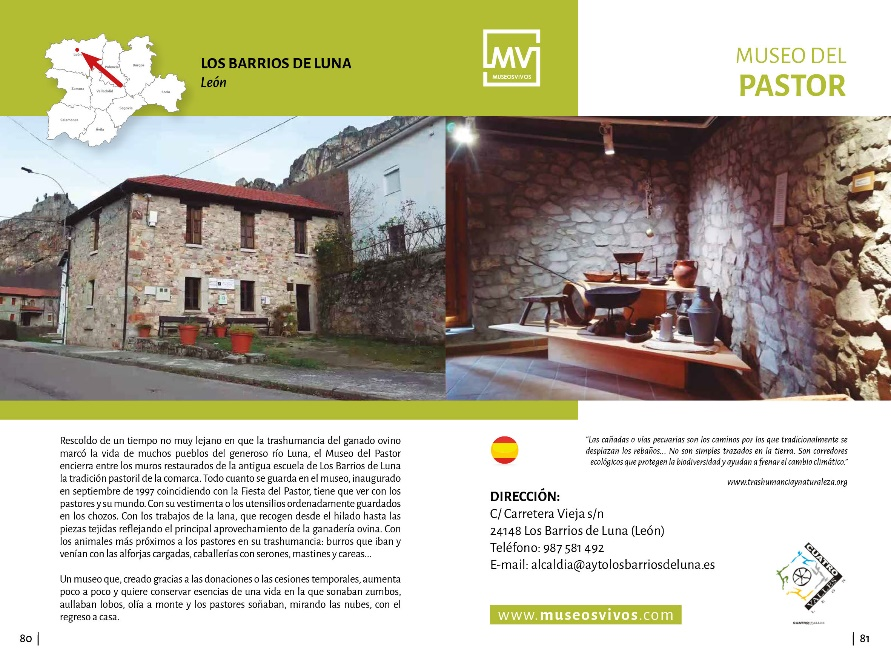 LOS BARRIOS DE LUNA
León
MV
MUSEOSVIVOS
MUSEO DEL
PASTOR
Rescoldo de un tiempo no muy lejano en que la trashumancia del ganado ovino
marcó la vida de muchos pueblos del generoso río Luna, el Museo del Pastor
encierra entre los muros restaurados de la antigua escuela de Los Barrios de Luna
la tradición pastoril de la comarca. Todo cuanto se guarda en el museo, inaugurado
en septiembre de 1997 coincidiendo con la Fiesta del Pastor, tiene que ver con los
pastores y su mundo. Con su vestimenta o los utensilios ordenadamente guardados
en los chozos. Con los trabajos de la lana, que recogen desde el hilado hasta las
piezas tejidas reflejando el principal aprovechamiento de la ganadería ovina. Con
los animales más próximos a los pastores en su trashumancia: burros que iban y
venían con las alforjas cargadas, caballerías con serones, mastines y careas...
Un museo que, creado gracias a las donaciones o las cesiones temporales, aumenta
poco a poco y quiere conservar esencias de una vida en la que sonaban zumbos,
aullaban lobos, olía a monte y los pastores soñaban, mirando las nubes, con el
regreso a casa.
80
"Las cañadas o vías pecuarias son los caminos por los que tradicionalmente se
desplazan los rebaños... No son simples trazados en la tierra. Son corredores
ecológicos que protegen la biodiversidad y ayudan a frenar el cambio climático."
www.trashumanciaynaturaleza.org
DIRECCIÓN:
C/ Carretera Vieja s/n
24148 Los Barrios de Luna (León)
Teléfono: 987 581 492
E-mail: alcaldia@aytolosbarriosdeluna.es
www.museosvivos.com
CUATRO
VALLES
81